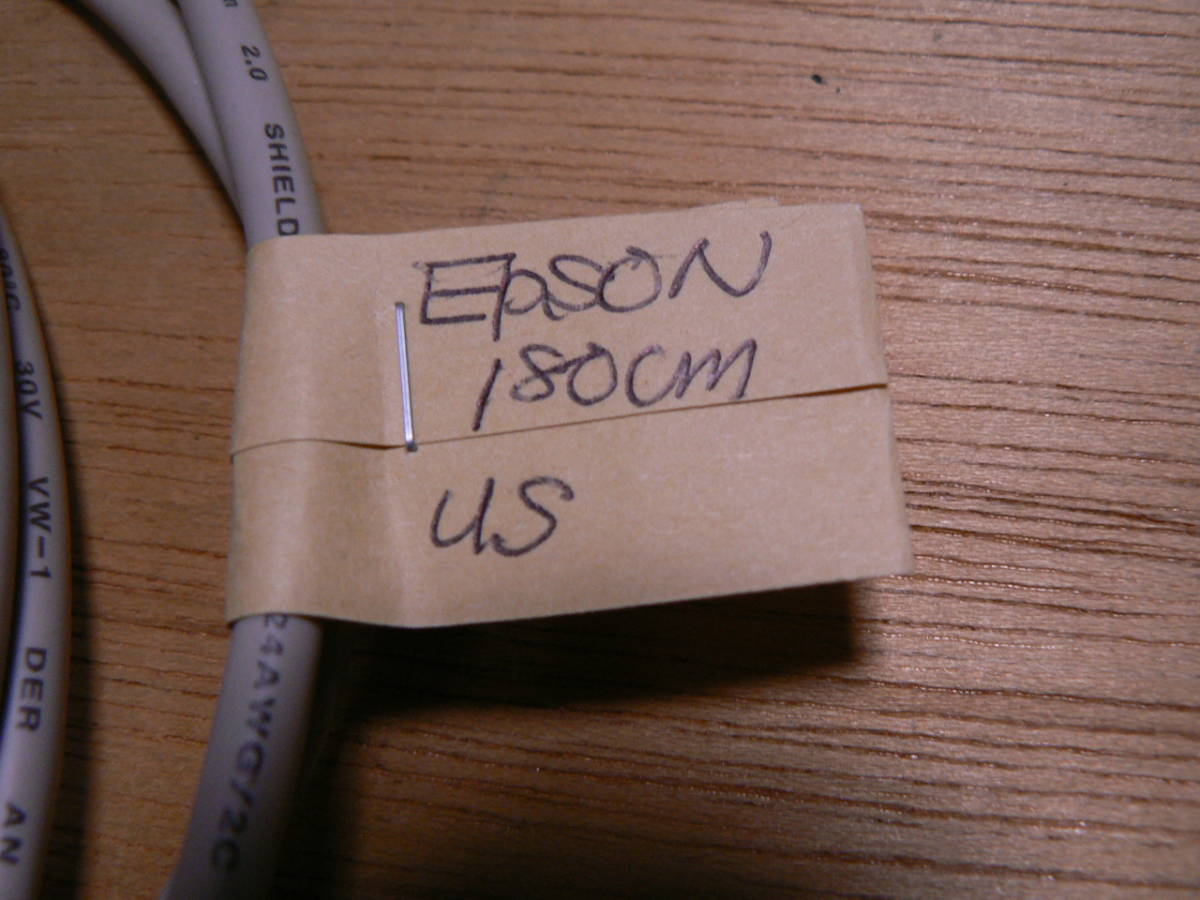 2.0 SHIELD
EpsoN
180cm
US
24AWG/2C
30V VW-1 DER AN